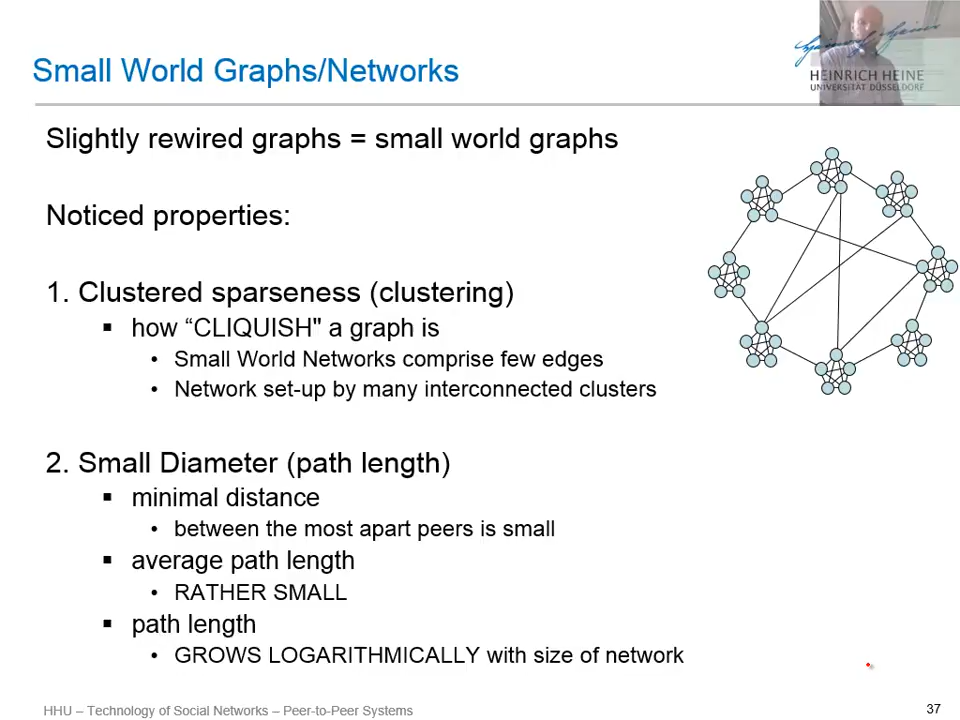 Small World Graphs/Networks
HEINRICH HEINE
UNIVERSITÄT DÜSSELDORF
Slightly rewired graphs = small world graphs
Noticed properties:
1. Clustered sparseness (clustering)
▪ how “CLIQUISH" a graph is
• Small World Networks comprise few edges
• Network set-up by many interconnected clusters
2. Small Diameter (path length)
▪ minimal distance
• between the most apart peers is small
▪ average path length
• RATHER SMALL
▪ path length
• GROWS LOGARITHMICALLY with size of network
HHU – Technology of Social Networks – Peer-to-Peer Systems
37